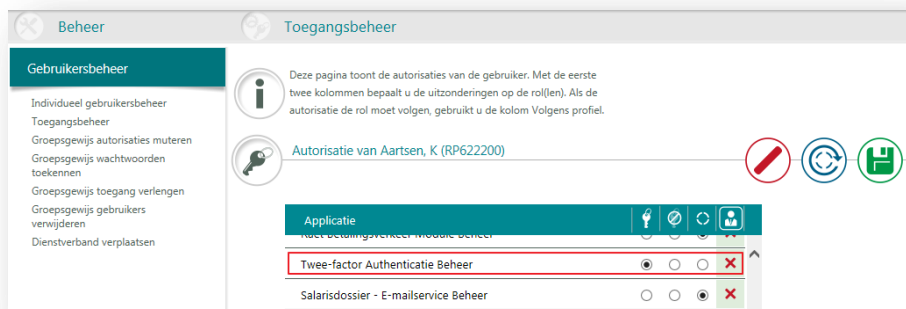 Beheer
Toegangsbeheer
Gebruikersbeheer
Individueel gebruikersbeheer
Toegangsbeheer
Groepsgewijs autorisaties muteren
Groepsgewijs wachtwoorden
toekennen
Groepsgewijs toegang verlengen
Groepsgewijs gebruikers
verwijderen
Dienstverband verplaatsen
Deze pagina toont de autorisaties van de gebruiker. Met de eerste
twee kolommen bepaalt u de uitzonderingen op de rol(len). Als de
autorisatie de rol moet volgen, gebruikt u de kolom Volgens profiel.
Autorisatie van Aartsen, K (RP622200)
Applicatie
Betalingsverkeer Module Beheer
Twee-factor Authenticatie Beheer
Salarisdossier - E-mailservice Beheer